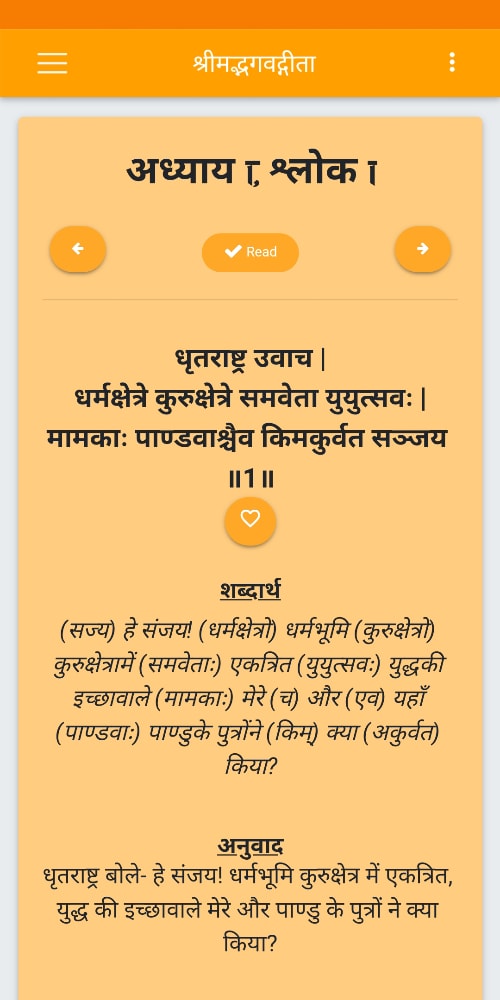 श्रीमद्भगवद्गीता
अध्याय १, श्लोक १
Read
धृतराष्ट्र उवाच |
धर्मक्षेत्रे कुरुक्षेत्रे समवेता युयुत्सवः |
मामकाः पाण्डवाश्चैव किमकुर्वत सञ्जय
॥1॥
शब्दार्थ
(सज्य) हे संजय! (धर्मक्षेत्रो) धर्मभूमि (कुरुक्षेत्रो)
कुरुक्षेत्रामें (समवेताः) एकत्रित (युयुत्सवः) युद्धकी
इच्छावाले (मामकाः) मेरे (च) और (एव) यहाँ
(पाण्डवाः) पाण्डुके पुत्रोंने (किम्) क्या (अकुर्वत)
किया?
अनुवाद
धृतराष्ट्र बोले- हे संजय! धर्मभूमि कुरुक्षेत्र में एकत्रित,
युद्ध की इच्छावाले मेरे और पाण्डु के पुत्रों ने क्या
किया?